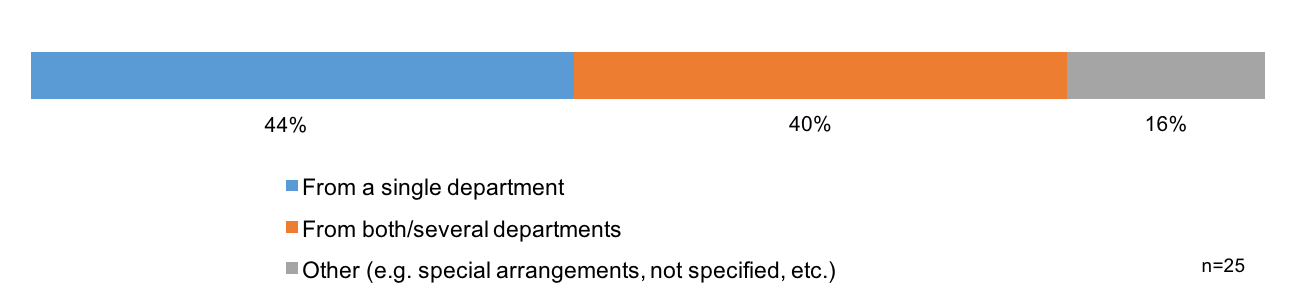 44%
40%
16%
From a single department
From both/several departments
Other (e.g. special arrangements, not specified, etc.)
n=25